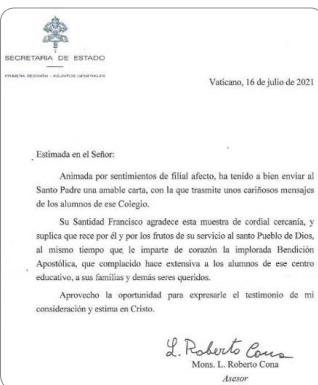 SECRETARIA DE ESTADO
PRIMERA SECCIÓN - ASUNTOS GENERALES
Vaticano, 16 de julio de 2021
Estimada en el Señor:
Animada por sentimientos de filial afecto, ha tenido a bien enviar al
Santo Padre una amable carta, con la que trasmite unos cariñosos mensajes
de los alumnos de ese Colegio.
Su Santidad Francisco agradece esta muestra de cordial cercanía, y
suplica que rece por él y por los frutos de su servicio al santo Pueblo de Dios,
al mismo tiempo que le imparte de corazón la implorada Bendición
Apostólica, que complacido hace extensiva a los alumnos de ese centro
educativo, a sus familias y demás seres queridos.
Aprovecho la oportunidad para expresarle el testimonio de mi
consideración y estima en Cristo.
L. Roberto Cona
Mons. L. Roberto Cona
Asesor